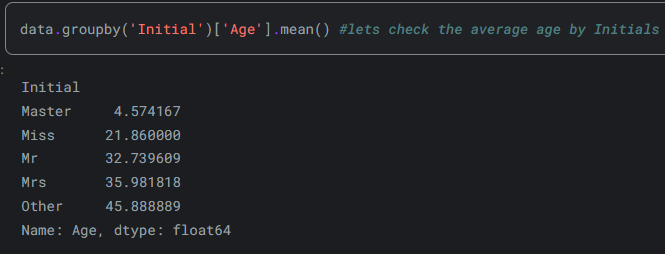 data.groupby('Initial')['Age'].mean() #lets check the average age by Initials
:
Initial
Master     4.574167
Miss      21.860000
Mr        32.739609
Mrs       35.981818
Other     45.888889
Name: Age, dtype: float64